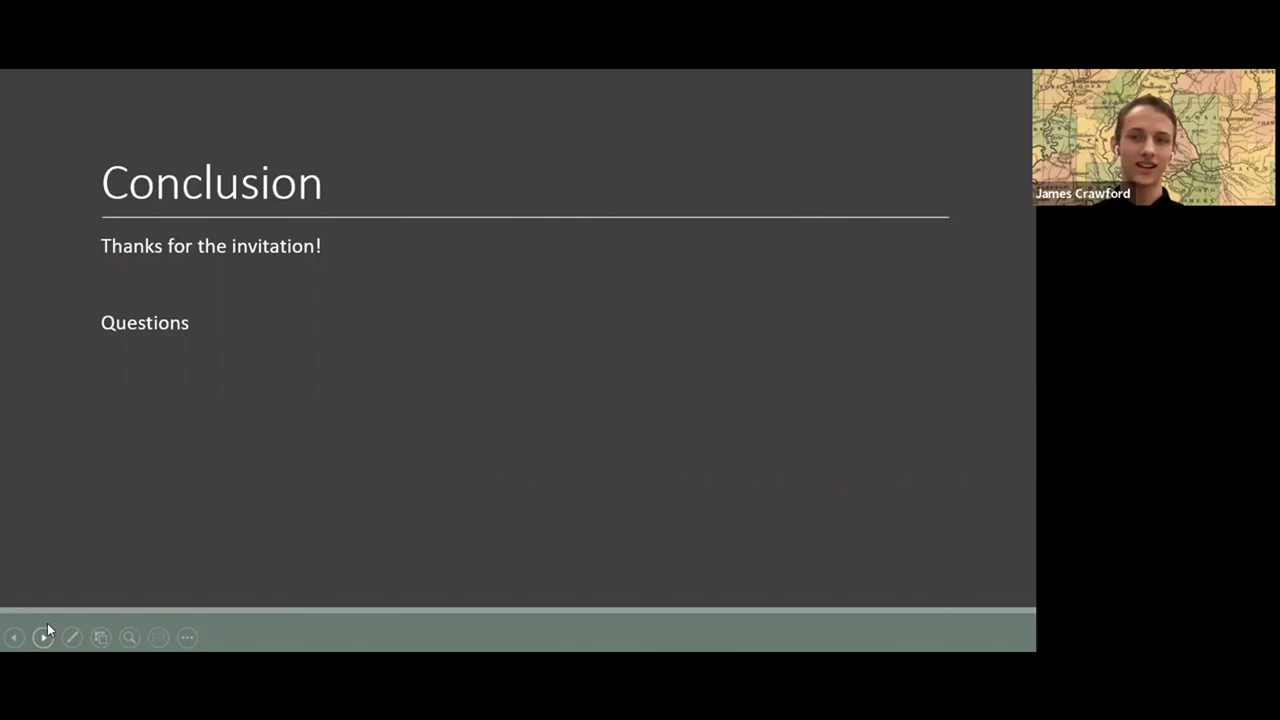 Conclusion
Thanks for the invitation!
Questions
James Crawford